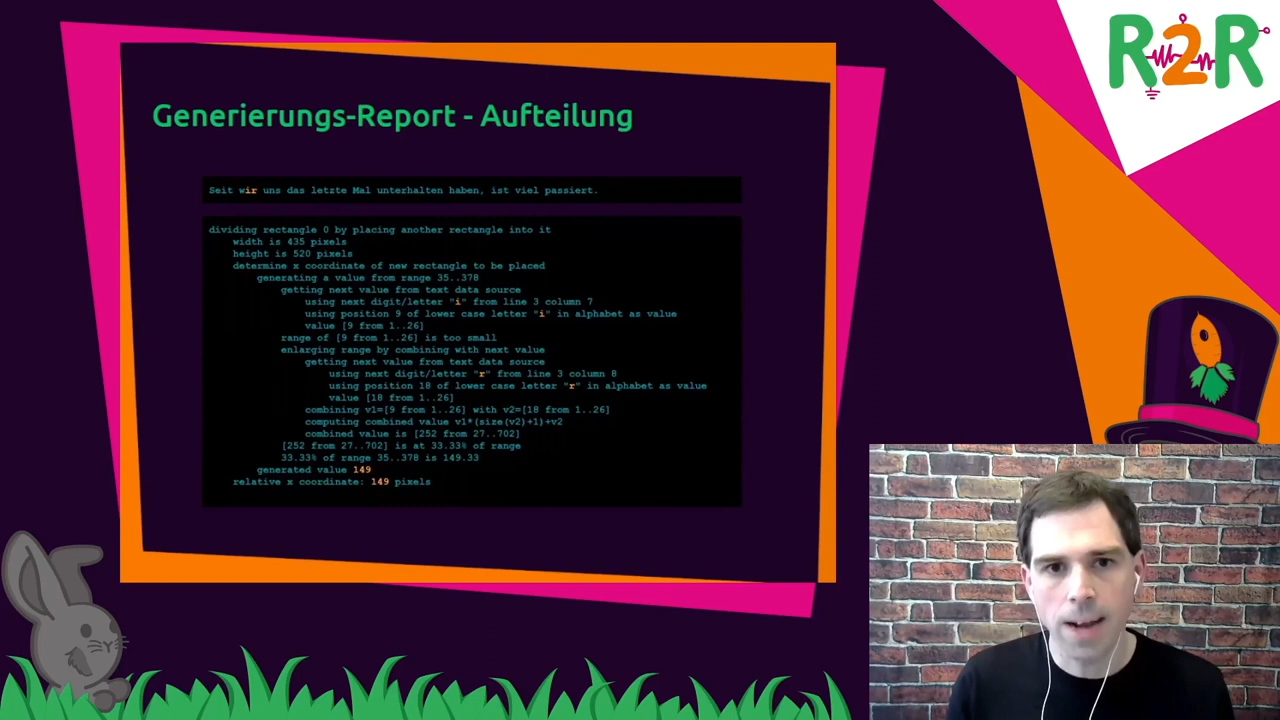 R2R
Generierungs-Report - Aufteilung
Seit wir uns das letzte Mal unterhalten haben, ist viel passiert.
dividing rectangle 0 by placing another rectangle into it
width is 435 pixels
height is 520 pixels
determine x coordinate of new rectangle to be placed
generating a value from range 35..378
getting next value from text data source
using next digit/letter "i" from line 3 column 7
using position 9 of lower case letter "i" in alphabet as value
value [9 from 1..26]
range of [9 from 1..26] is too small
enlarging range by combining with next value
getting next value from text data source
using next digit/letter "r" from line 3 column 8
using position 18 of lower case letter "r" in alphabet as value
value [18 from 1..26]
combining v1=[9 from 1..26] with v2=[18 from 1..26]
computing combined value v1*(size(v2)+1)+v2
combined value is [252 from 27..702]
[252 from 27..702] is at 33.33% of range
33.33% of range 35..378 is 149.33
generated value 149
relative x coordinate: 149 pixels